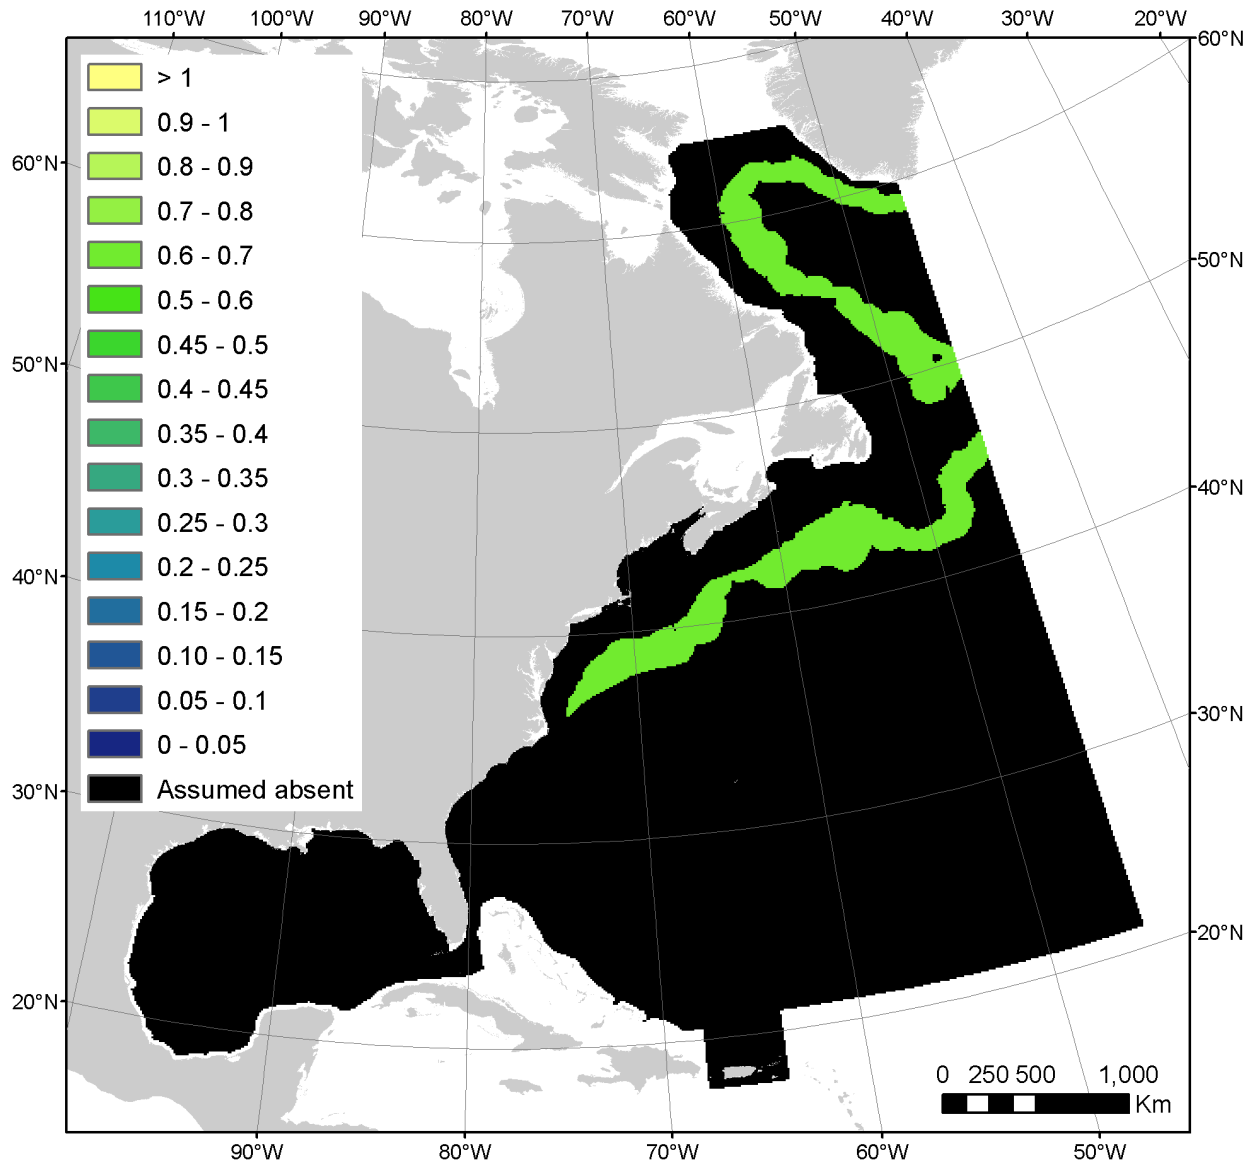 110°W 100°W 90°W 80°W 70°W 60°W 50°W 40°W 30°W 20°W
60°N
> 1
0.9 - 1
60°N
0.8 - 0.9
0.7 - 0.8
0.6 - 0.7
50°N
0.5 - 0.6
0.45 - 0.5
50°N
0.4 - 0.45
0.35 - 0.4
0.3 - 0.35
40°N
0.25 - 0.3
0.2 - 0.25
40°N
0.15 - 0.2
0.10 - 0.15
0.05 - 0.1
30°N
0 - 0.05
30°N
Assumed absent
20°N
20°N
0 250 500 1,000
Km
90°W 80°W 70°W 60°W 50°W